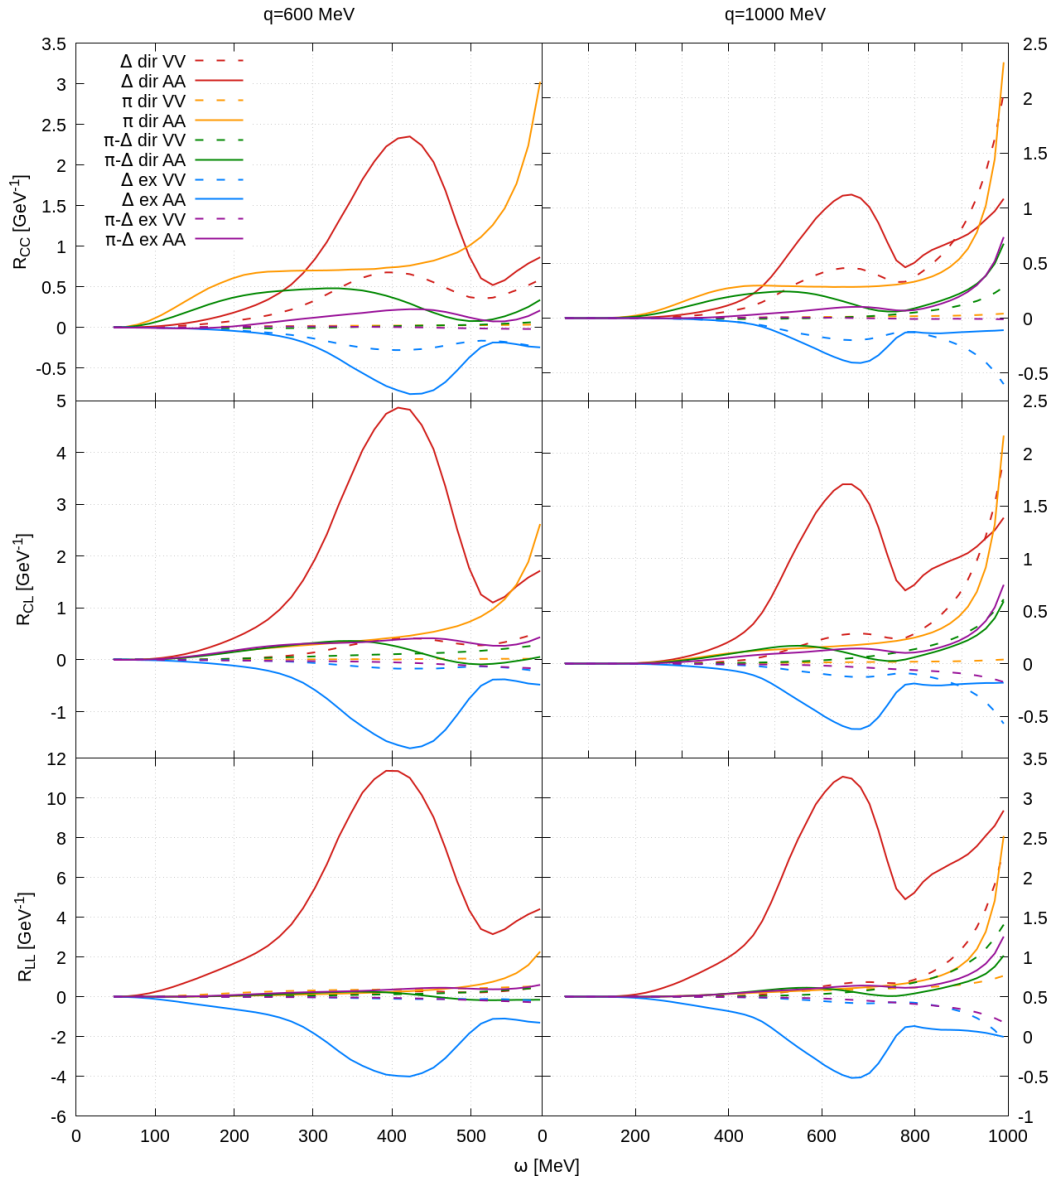 q=600 MeV
q=1000 MeV
Δ dir VV
Δ dir AA
π dir VV
π dir AA
π-Δ dir VV
π-Δ dir AA
Δ ex VV
Δ ex AA
π-Δ ex VV
π-Δ ex AA
R_CC [GeV^-1]
3.5
3
2.5
2
1.5
1
0.5
0
-0.5
2.5
2
1.5
1
0.5
0
-0.5
R_CL [GeV^-1]
5
4
3
2
1
0
-1
2.5
2
1.5
1
0.5
0
-0.5
R_LL [GeV^-1]
12
10
8
6
4
2
0
-2
-4
-6
3.5
3
2.5
2
1.5
1
0.5
0
-0.5
-1
0 100 200 300 400 500 0 200 400 600 800 1000
ω [MeV]